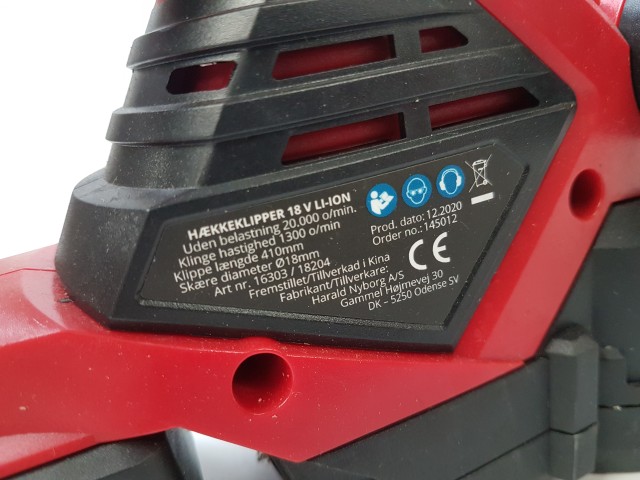 HÆKKEKLIPPER 18 V LI-ION
Uden belastning 20.000 o/min.
Klinge hastighed 1300 o/min
Klippe længde 410mm
Skære diameter Ø18mm
Art nr. 16303 / 18204
Prod. dato: 12.2020
Order no.: 145012
Fremstillet/Tillverkad i Kina
Fabrikant/Tillverkare:
Harald Nyborg A/S
Gammel Højmevej 30
DK – 5250 Odense SV
CE